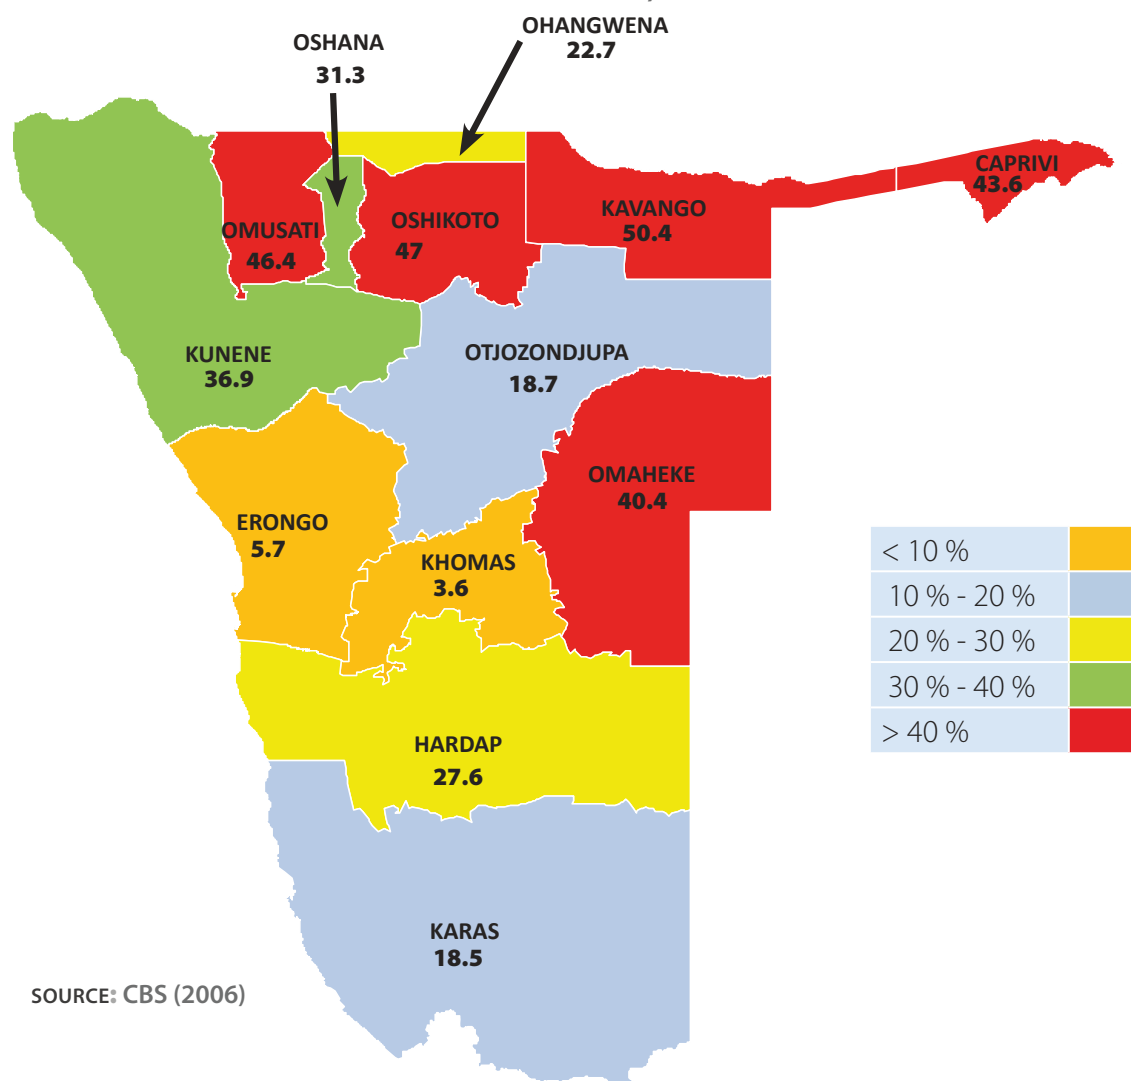 OHANGWENA
22.7
OSHANA
31.3
CAPRIVI
43.6
KAVANGO
50.4
OSHIKOTO
47
OMUSATI
46.4
KUNENE
36.9
OTJOZONDJUPA
18.7
OMAHEKE
40.4
ERONGO
5.7
KHOMAS
3.6
< 10 %
10 % - 20 %
20 % - 30 %
30 % - 40 %
> 40 %
HARDAP
27.6
KARAS
18.5
SOURCE: CBS (2006)